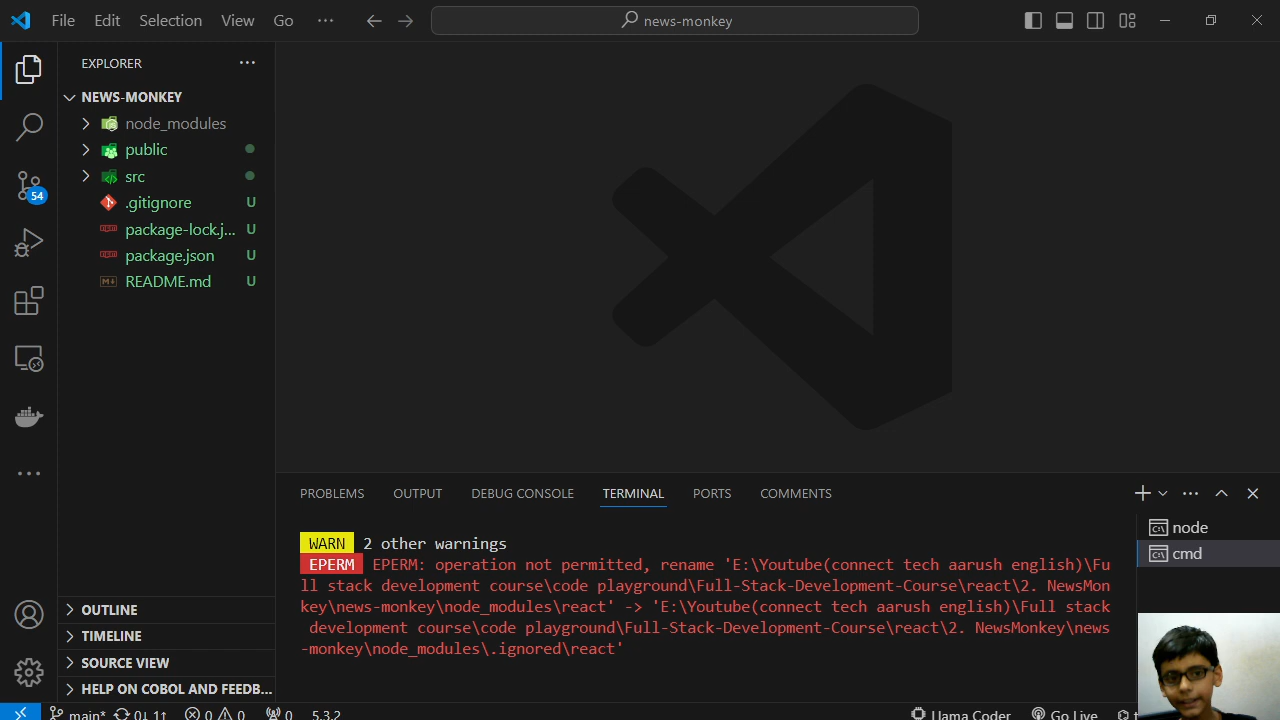 File Edit Selection View Go ··· news-monkey
EXPLORER ···
NEWS-MONKEY
node_modules
public
src
.gitignore U
package-lock.j... U
package.json U
README.md U
54
OUTLINE
TIMELINE
SOURCE VIEW
HELP ON COBOL AND FEEDB...
PROBLEMS OUTPUT DEBUG CONSOLE TERMINAL PORTS COMMENTS
node
cmd
WARN 2 other warnings
EPERM EPERM: operation not permitted, rename 'E:\Youtube(connect tech aarush english)\Fu
ll stack development course\code playground\Full-Stack-Development-Course\react\2. NewsMon
key\news-monkey\node_modules\react' -> 'E:\Youtube(connect tech aarush english)\Full stack
development course\code playground\Full-Stack-Development-Course\react\2. NewsMonkey\news
-monkey\node_modules\.ignored\react'
main* 0↓ 1↑ 0 0 0 5.3.2 Llama Coder Go Live